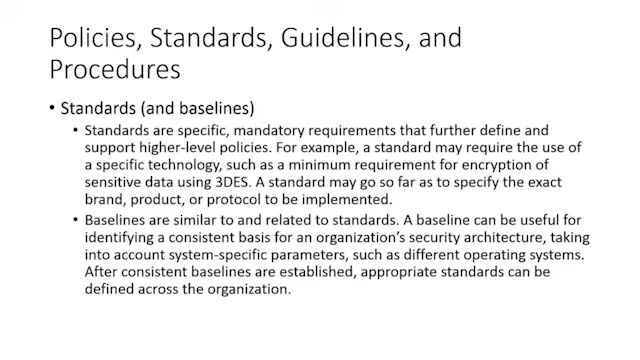 Policies, Standards, Guidelines, and
Procedures
• Standards (and baselines)
• Standards are specific, mandatory requirements that further define and
support higher-level policies. For example, a standard may require the use of
a specific technology, such as a minimum requirement for encryption of
sensitive data using 3DES. A standard may go so far as to specify the exact
brand, product, or protocol to be implemented.
• Baselines are similar to and related to standards. A baseline can be useful for
identifying a consistent basis for an organization's security architecture, taking
into account system-specific parameters, such as different operating systems.
After consistent baselines are established, appropriate standards can be
defined across the organization.